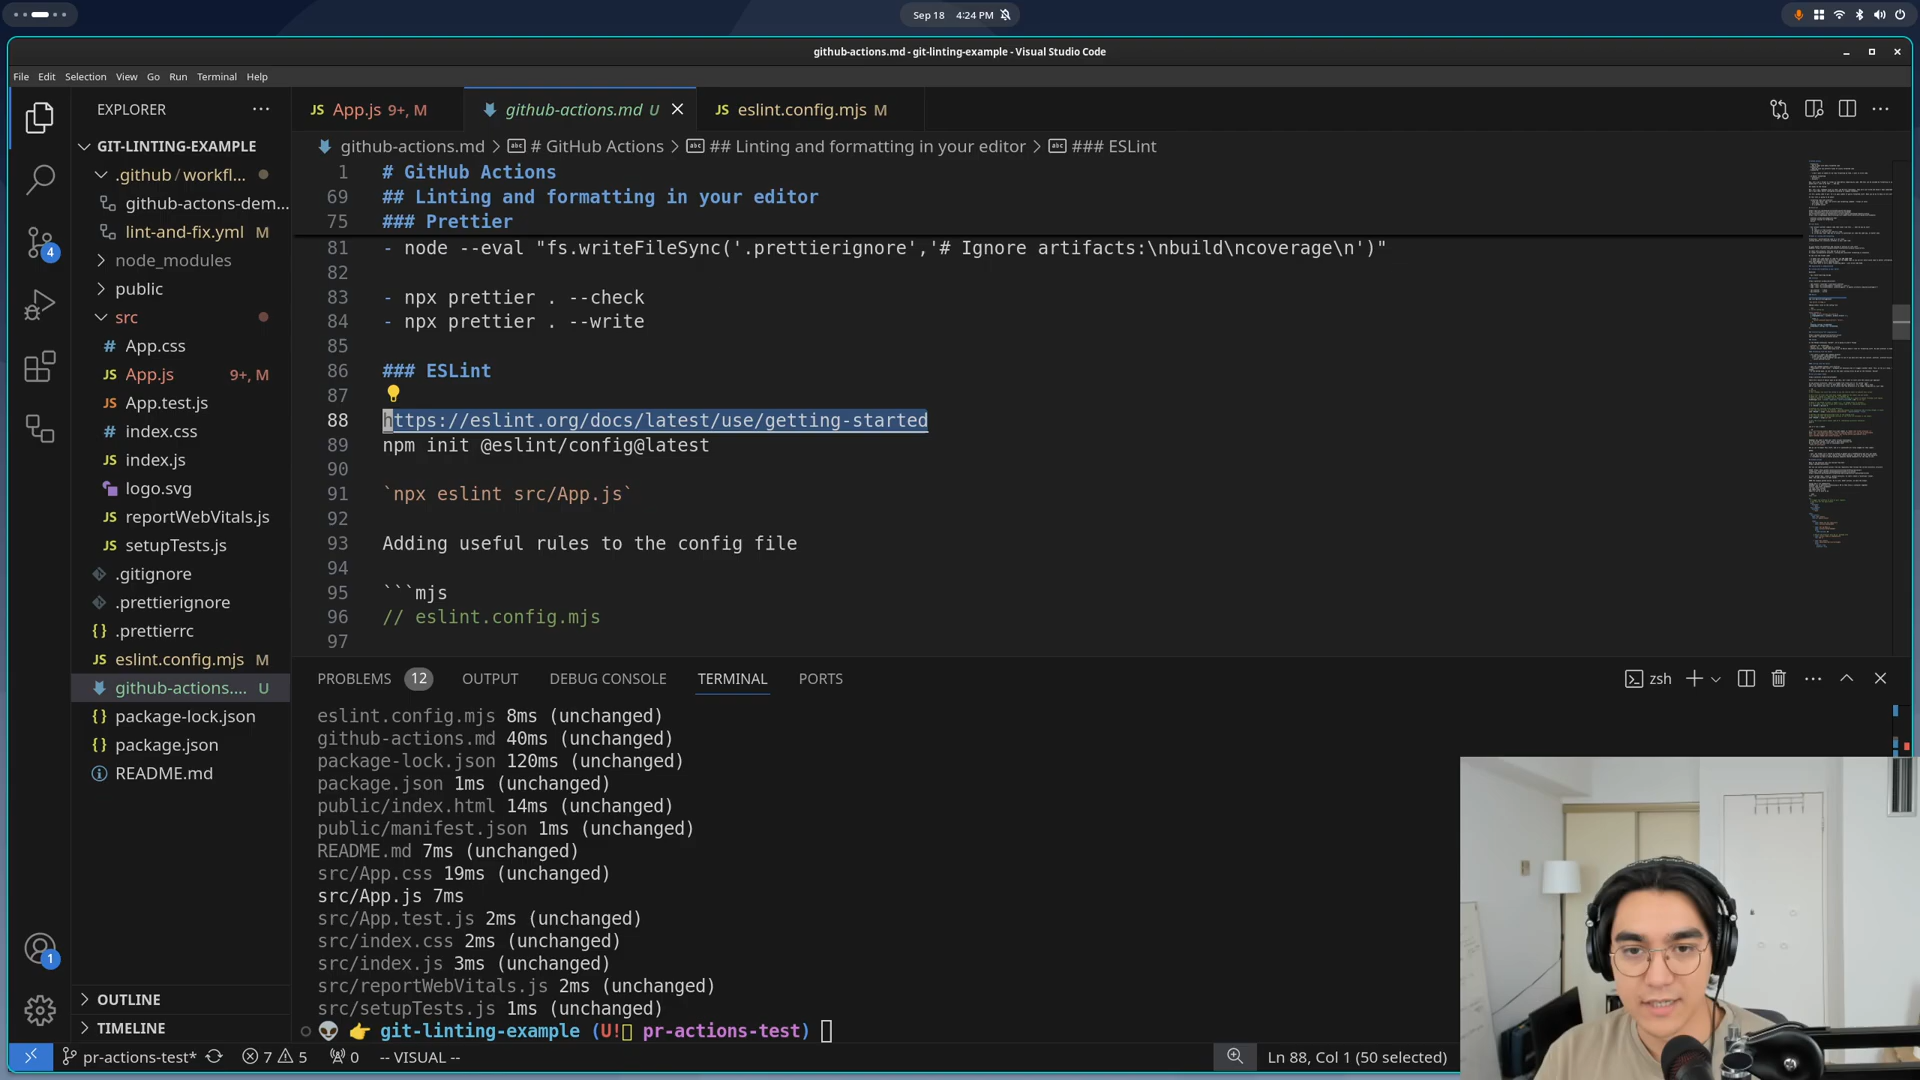 Sep 18 4:24 PM
github-actions.md - git-linting-example - Visual Studio Code
File Edit Selection View Go Run Terminal Help
EXPLORER
GIT-LINTING-EXAMPLE
.github / workfl...
github-actons-dem...
lint-and-fix.yml M
node_modules
public
src
# App.css
JS App.js 9+, M
JS App.test.js
# index.css
JS index.js
logo.svg
JS reportWebVitals.js
JS setupTests.js
.gitignore
.prettierignore
{} .prettierrc
JS eslint.config.mjs M
github-actions.... U
{} package-lock.json
{} package.json
README.md
OUTLINE
TIMELINE
4
1
JS App.js 9+, M
github-actions.md U
JS eslint.config.mjs M
github-actions.md > # GitHub Actions > ## Linting and formatting in your editor > ### ESLint
1 # GitHub Actions
69 ## Linting and formatting in your editor
75 ### Prettier
81 - node --eval "fs.writeFileSync('.prettierignore','# Ignore artifacts:\nbuild\ncoverage\n')"
82
83 - npx prettier . --check
84 - npx prettier . --write
85
86 ### ESLint
87
88 https://eslint.org/docs/latest/use/getting-started
89 npm init @eslint/config@latest
90
91 `npx eslint src/App.js`
92
93 Adding useful rules to the config file
94
95 ```mjs
96 // eslint.config.mjs
97
PROBLEMS 12 OUTPUT DEBUG CONSOLE TERMINAL PORTS
zsh
eslint.config.mjs 8ms (unchanged)
github-actions.md 40ms (unchanged)
package-lock.json 120ms (unchanged)
package.json 1ms (unchanged)
public/index.html 14ms (unchanged)
public/manifest.json 1ms (unchanged)
README.md 7ms (unchanged)
src/App.css 19ms (unchanged)
src/App.js 7ms
src/App.test.js 2ms (unchanged)
src/index.css 2ms (unchanged)
src/index.js 3ms (unchanged)
src/reportWebVitals.js 2ms (unchanged)
src/setupTests.js 1ms (unchanged)
git-linting-example (U! pr-actions-test)
pr-actions-test* 7 5 0 -- VISUAL -- Ln 88, Col 1 (50 selected)